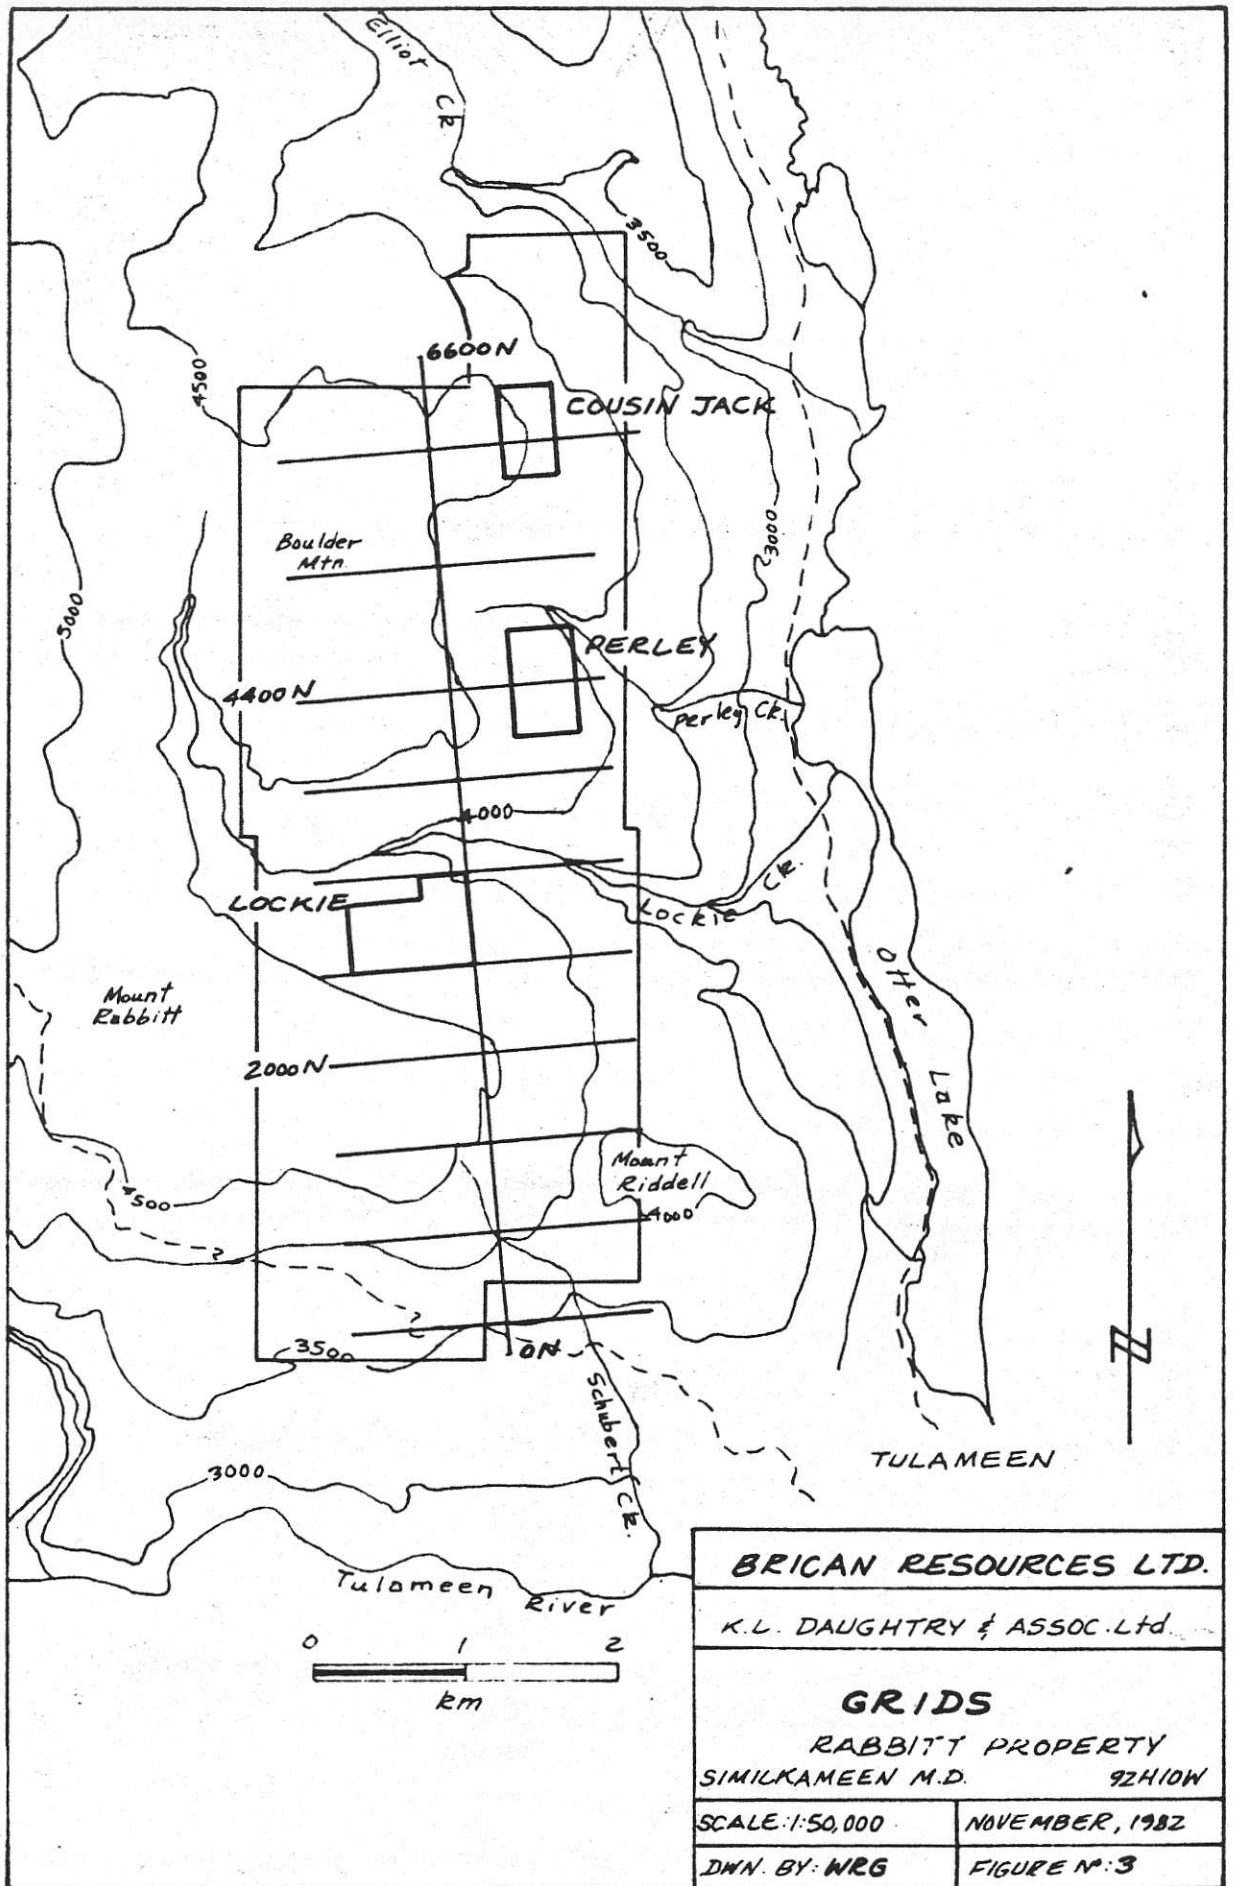 Elliot
Ck
3500
6600N
4500
COUSIN JACK
Boulder
Mtn.
3000
5000
PERLEY
4400N
Perley Ck.
4000
LOCKIE
Lockie Ck.
Otter Lake
Mount
Rabbitt
2000N
Mount
Riddell
4500
4000
?
?
3500
0N
Schubert Ck.
TULAMEEN
3000
Tulameen River
0 1 2
km
N
BRICAN RESOURCES LTD.
K.L. DAUGHTRY & ASSOC. Ltd.
GRIDS
RABBITT PROPERTY
SIMILKAMEEN M.D. 92H10W
SCALE: 1:50,000
NOVEMBER, 1982
DWN. BY: WRG
FIGURE Nº: 3